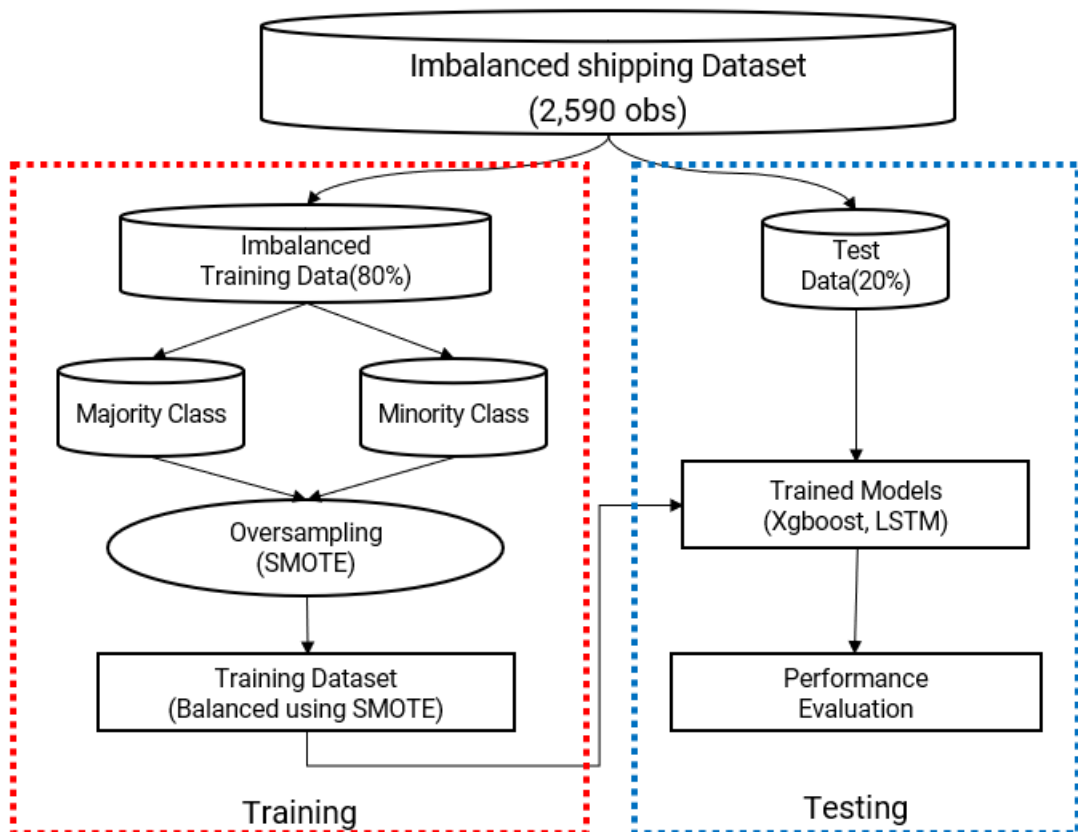 Imbalanced shipping Dataset
(2,590 obs)
Imbalanced
Training Data(80%)
Majority Class
Minority Class
Oversampling
(SMOTE)
Training Dataset
(Balanced using SMOTE)
Training
Test
Data(20%)
Trained Models
(Xgboost, LSTM)
Performance
Evaluation
Testing